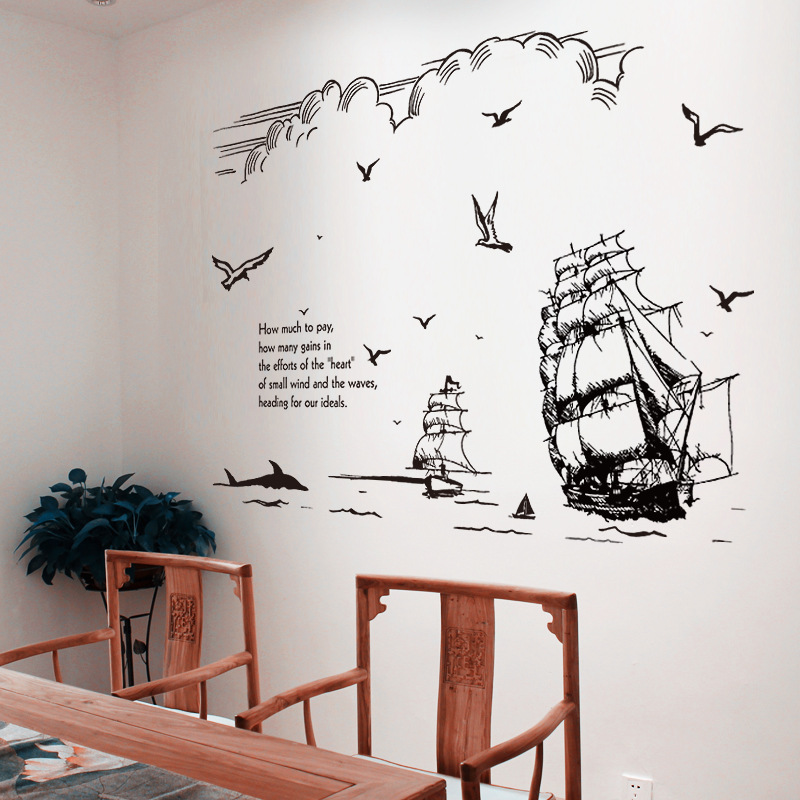 How much to pay,
how many gains in
the efforts of the "heart"
of small wind and the waves,
heading for our ideals.